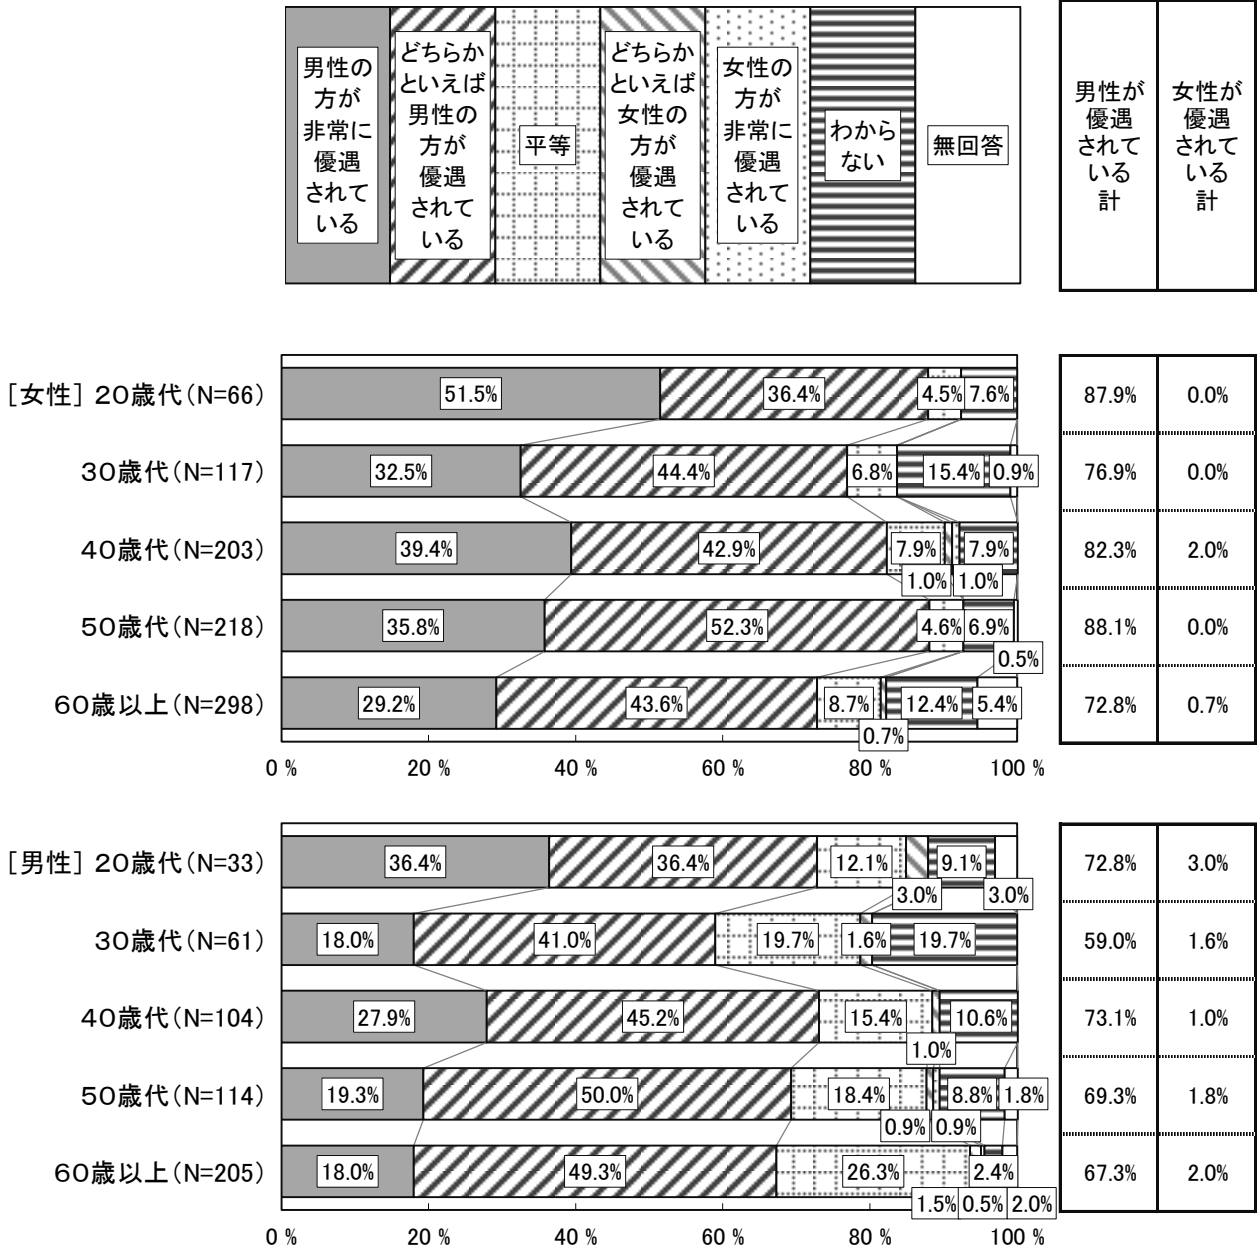 男性の
方が
非常に
優遇
されて
いる
どちらか
といえば
男性の
方が
優遇
されて
いる
平等
どちらか
といえば
女性の
方が
優遇
されて
いる
女性の
方が
非常に
優遇
されて
いる
わから
ない
無回答
男性が
優遇
されて
いる
計
女性が
優遇
されて
いる
計
[女性] 20歳代(N=66) 51.5% 36.4% 4.5% 7.6% 87.9% 0.0%
30歳代(N=117) 32.5% 44.4% 6.8% 15.4% 0.9% 76.9% 0.0%
40歳代(N=203) 39.4% 42.9% 7.9% 7.9% 82.3% 2.0%
1.0% 1.0%
50歳代(N=218) 35.8% 52.3% 4.6% 6.9% 88.1% 0.0%
0.5%
60歳以上(N=298) 29.2% 43.6% 8.7% 12.4% 5.4% 72.8% 0.7%
0.7%
0 % 20 % 40 % 60 % 80 % 100 %
[男性] 20歳代(N=33) 36.4% 36.4% 12.1% 9.1% 72.8% 3.0%
3.0% 3.0%
30歳代(N=61) 18.0% 41.0% 19.7% 1.6% 19.7% 59.0% 1.6%
40歳代(N=104) 27.9% 45.2% 15.4% 10.6% 73.1% 1.0%
1.0%
50歳代(N=114) 19.3% 50.0% 18.4% 8.8% 1.8% 69.3% 1.8%
0.9% 0.9%
60歳以上(N=205) 18.0% 49.3% 26.3% 2.4% 67.3% 2.0%
1.5% 0.5% 2.0%
0 % 20 % 40 % 60 % 80 % 100 %